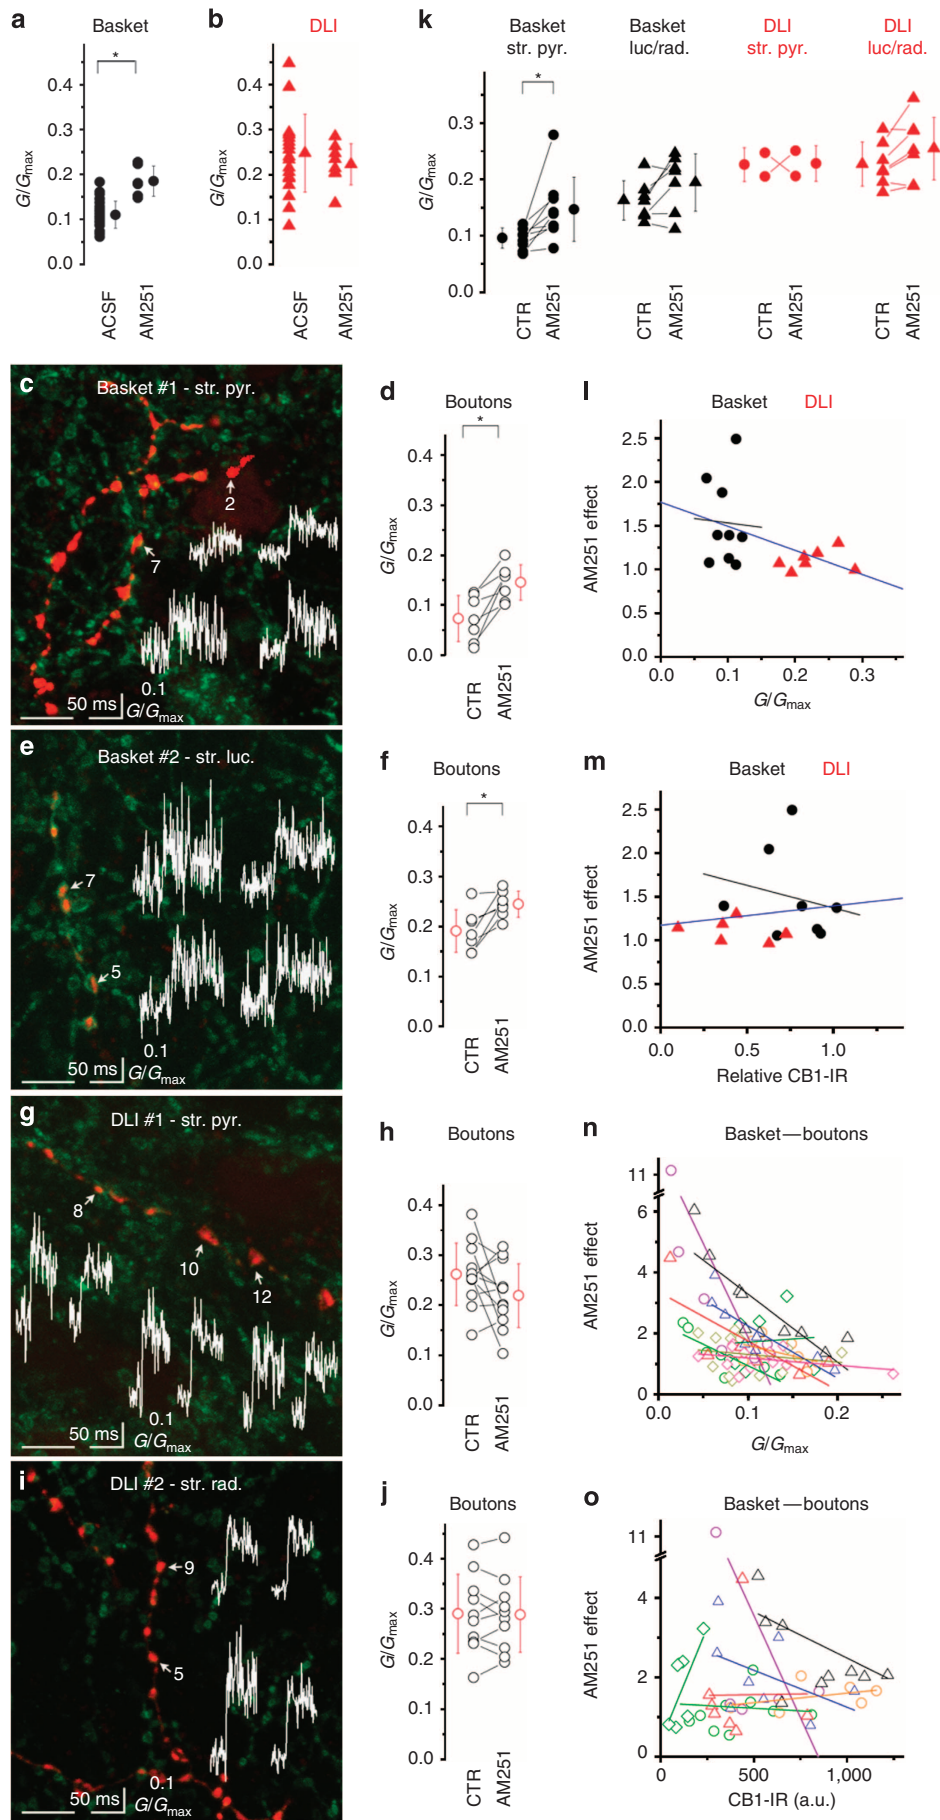 a
Basket
*
0.4
0.3
0.2
0.1
0.0
G/Gmax
ACSF
AM251
b
DLI
0.4
0.3
0.2
0.1
0.0
G/Gmax
ACSF
AM251
k
Basket
str. pyr.
Basket
luc/rad.
DLI
str. pyr.
DLI
luc/rad.
*
0.3
0.2
0.1
0.0
G/Gmax
CTR
AM251
CTR
AM251
CTR
AM251
CTR
AM251
c
Basket #1 - str. pyr.
2
7
50 ms
0.1
G/Gmax
d
Boutons
*
0.4
0.3
0.2
0.1
0.0
G/Gmax
CTR
AM251
l
Basket
DLI
2.5
2.0
1.5
1.0
0.5
0.0
AM251 effect
0.0
0.1
0.2
0.3
G/Gmax
e
Basket #2 - str. luc.
7
5
50 ms
0.1
G/Gmax
f
Boutons
*
0.4
0.3
0.2
0.1
0.0
G/Gmax
CTR
AM251
m
Basket
DLI
2.5
2.0
1.5
1.0
0.5
0.0
AM251 effect
0.0
0.5
1.0
Relative CB1-IR
g
DLI #1 - str. pyr.
8
10
12
50 ms
0.1
G/Gmax
h
Boutons
0.4
0.3
0.2
0.1
0.0
G/Gmax
CTR
AM251
n
Basket—boutons
11
6
4
2
0
AM251 effect
0.0
0.1
0.2
G/Gmax
i
DLI #2 - str. rad.
9
5
50 ms
0.1
G/Gmax
j
Boutons
0.4
0.3
0.2
0.1
0.0
G/Gmax
CTR
AM251
o
Basket—boutons
11
4
2
0
AM251 effect
0
500
1,000
CB1-IR (a.u.)